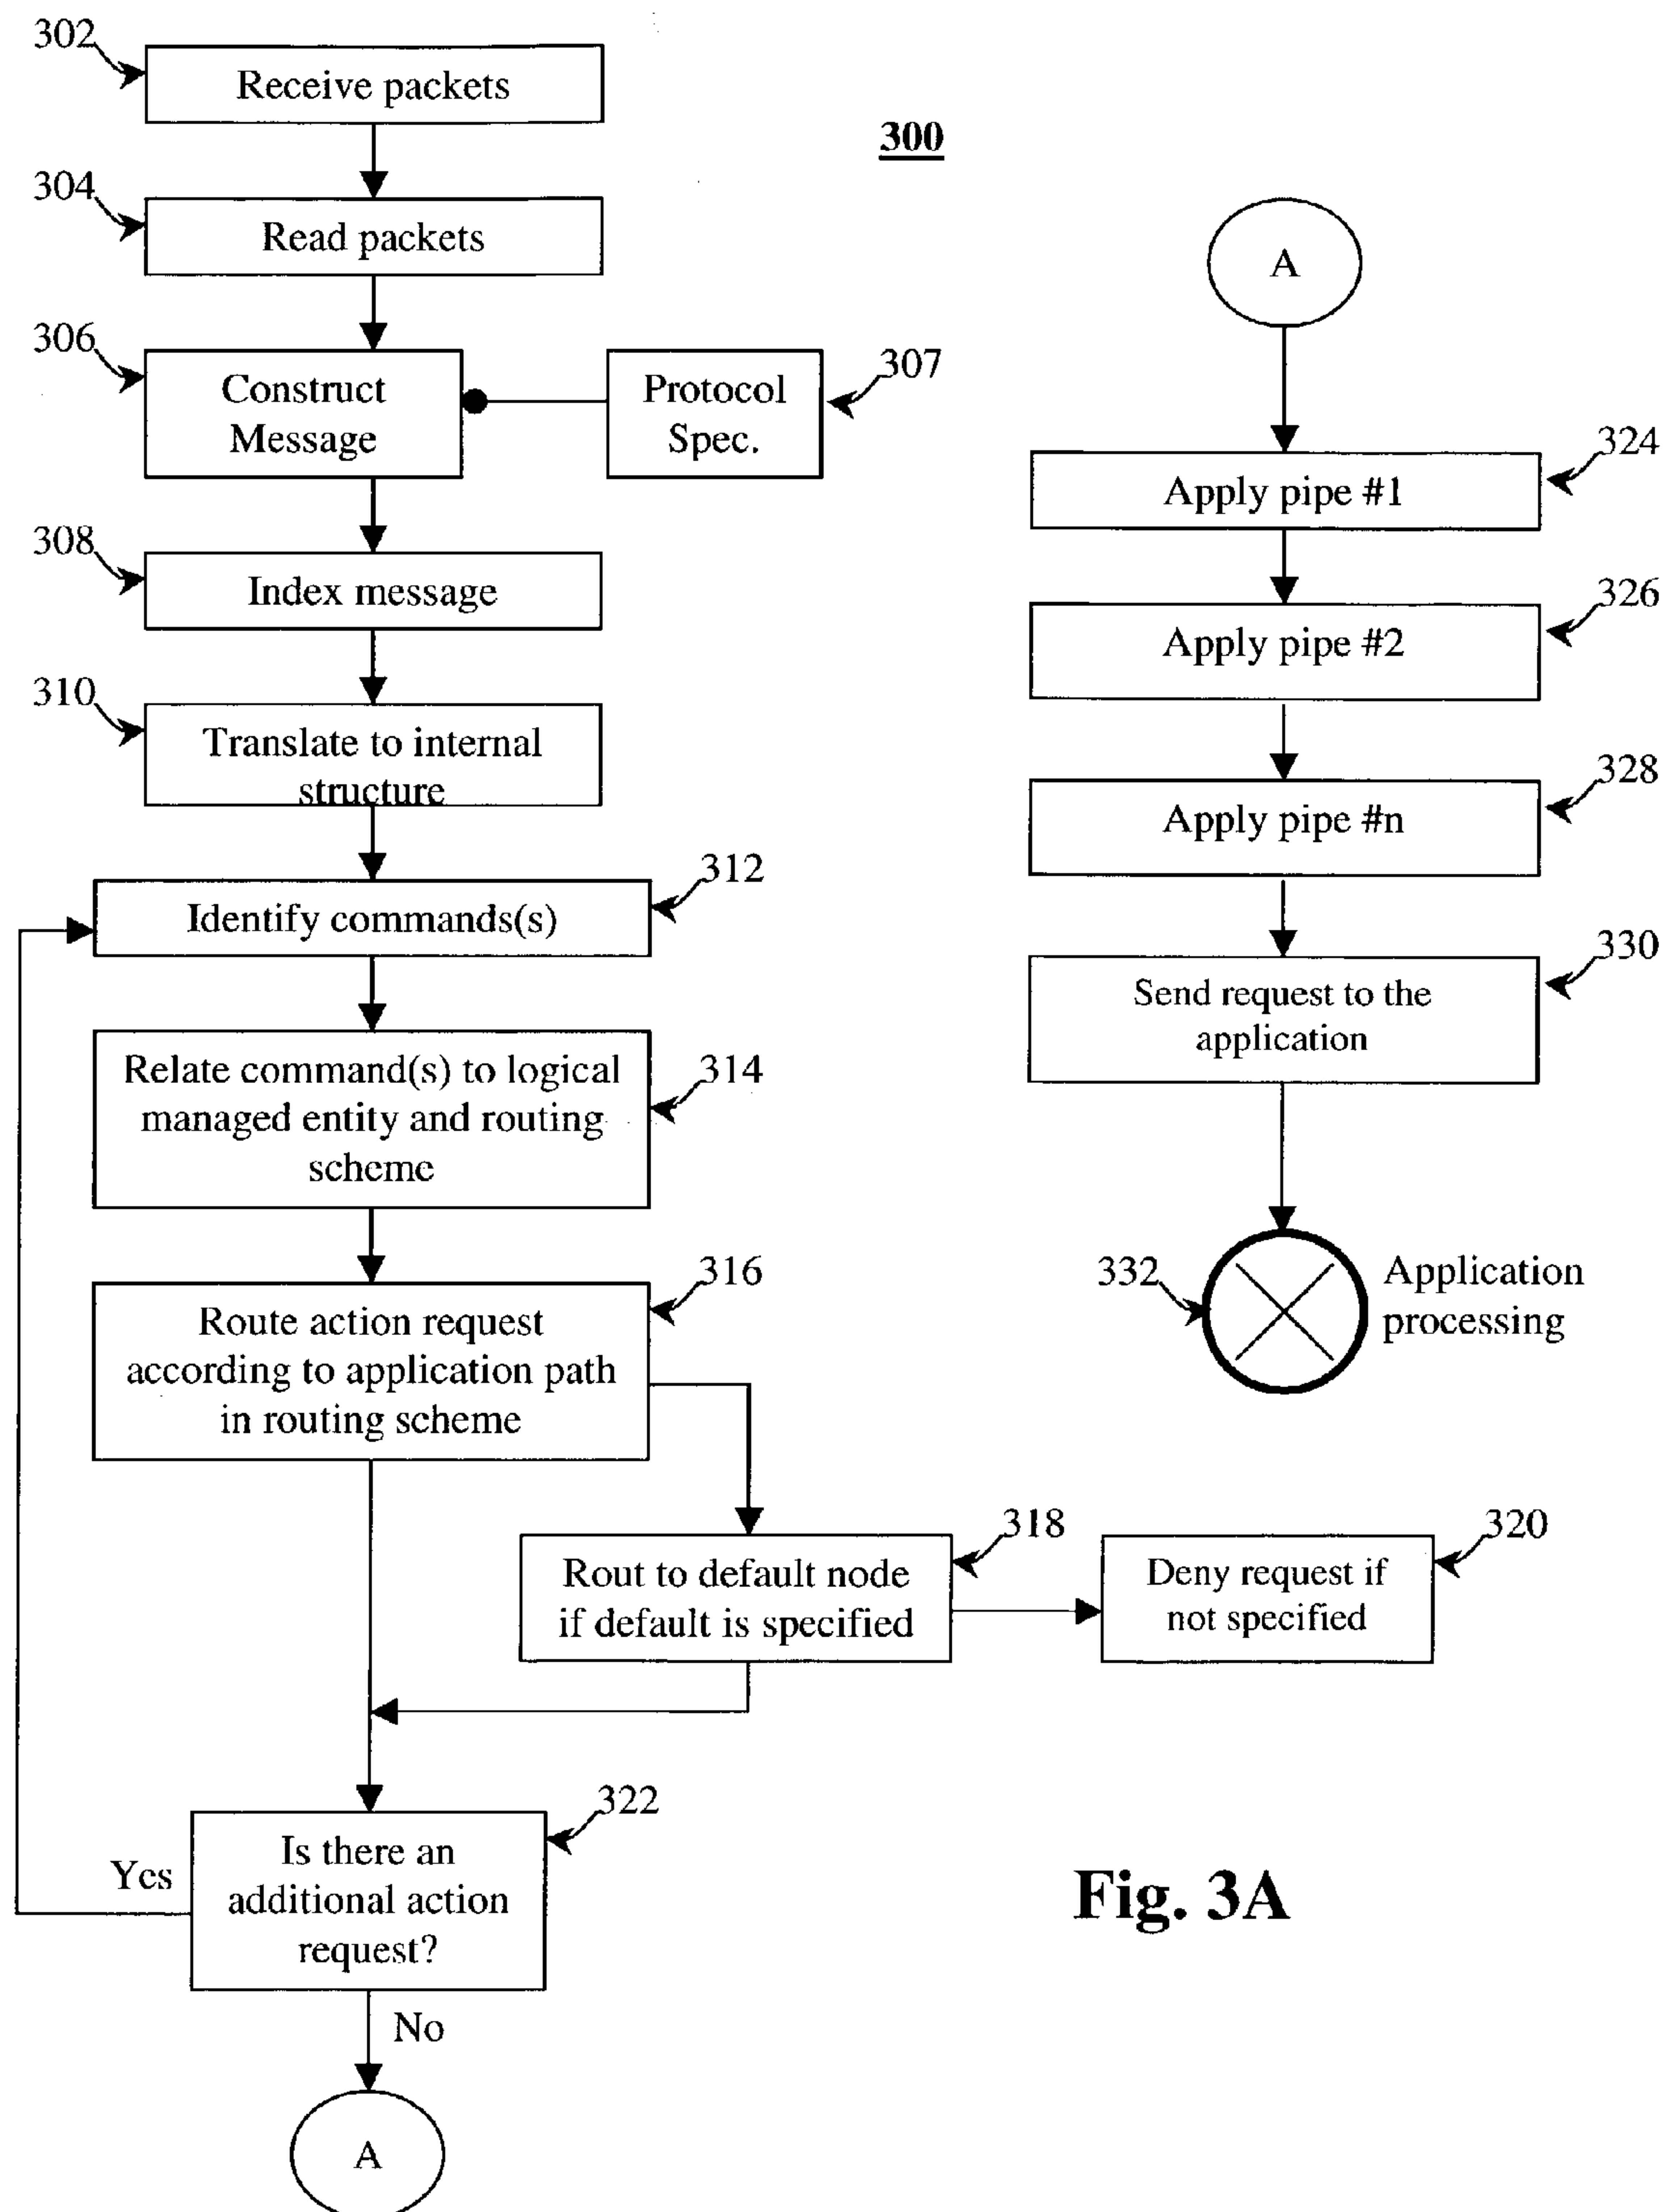 302
Receive packets
300
304
Read packets
306
Construct
Message
Protocol
Spec.
307
308
Index message
310
Translate to internal
structure
312
Identify commands(s)
Relate command(s) to logical
managed entity and routing
scheme
314
316
Route action request
according to application path
in routing scheme
318
Rout to default node
if default is specified
320
Deny request if
not specified
322
Is there an
additional action
request?
Yes
No
A
A
324
Apply pipe #1
326
Apply pipe #2
328
Apply pipe #n
330
Send request to the
application
332
Application
processing
Fig. 3A